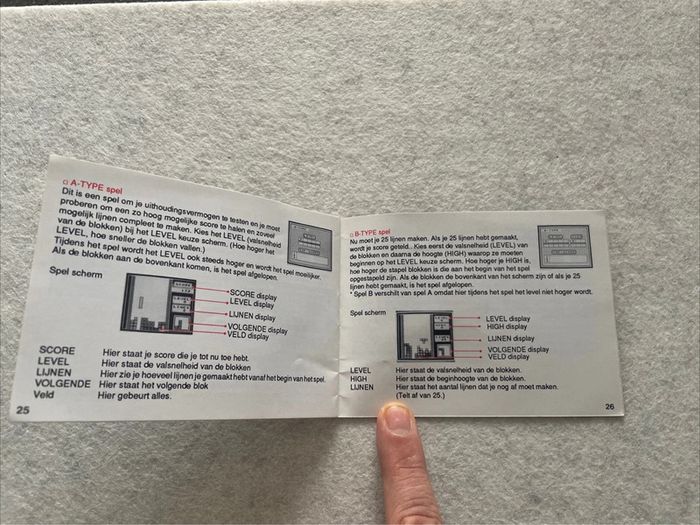 ▫ A-TYPE spel
Dit is een spel om je uithoudingsvermogen te testen en je moet
proberen om een zo hoog mogelijke score te halen en zoveel
mogelijk lijnen compleet te maken. Kies het LEVEL (valsnelheid
van de blokken) bij het LEVEL keuze scherm. (Hoe hoger het
LEVEL, hoe sneller de blokken vallen.)
Tijdens het spel wordt het LEVEL ook steeds hoger en wordt het spel moeilijker.
Als de blokken aan de bovenkant komen, is het spel afgelopen.
Spel scherm
SCORE display
LEVEL display
LIJNEN display
VOLGENDE display
VELD display
SCORE Hier staat je score die je tot nu toe hebt.
LEVEL Hier staat de valsnelheid van de blokken
LIJNEN Hier zie je hoeveel lijnen je gemaakt hebt vanaf het begin van het spel.
VOLGENDE Hier staat het volgende blok
Veld Hier gebeurt alles.
25
▫ B-TYPE spel
Nu moet je 25 lijnen maken. Als je 25 lijnen hebt gemaakt,
wordt je score geteld.. Kies eerst de valsnelheid (LEVEL) van
de blokken en daarna de hoogte (HIGH) waarop ze moeten
beginnen op het LEVEL keuze scherm. Hoe hoger je HIGH is,
hoe hoger de stapel blokken is die aan het begin van het spel
opgestapeld zijn. Als de blokken de bovenkant van het scherm zijn of als je 25
lijnen hebt gemaakt, is het spel afgelopen.
* Spel B verschilt van spel A omdat hier tijdens het spel het level niet hoger wordt.
Spel scherm
LEVEL display
HIGH display
LIJNEN display
VOLGENDE display
VELD display
LEVEL Hier staat de valsnelheid van de blokken.
HIGH Hier staat de beginhoogte van de blokken.
LIJNEN Hier staat het aantal lijnen dat je nog af moet maken.
(Telt af van 25.)
26